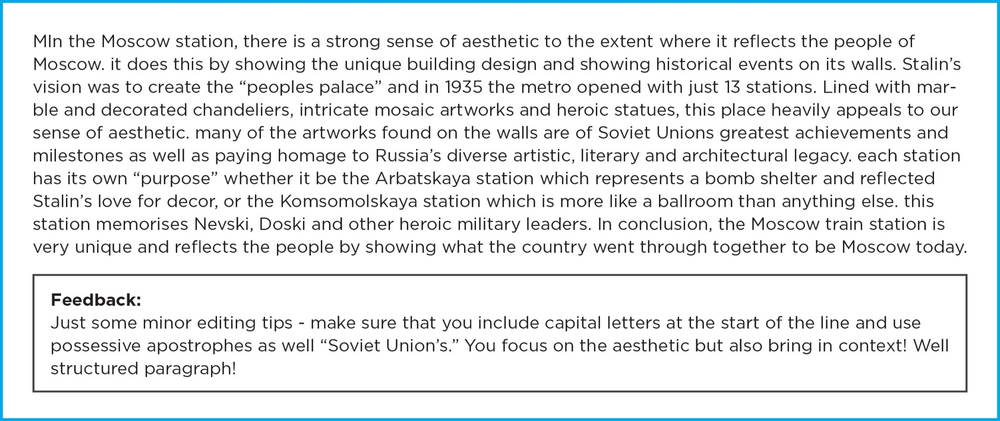 MIn the Moscow station, there is a strong sense of aesthetic to the extent where it reflects the people of
Moscow. it does this by showing the unique building design and showing historical events on its walls. Stalin’s
vision was to create the “peoples palace” and in 1935 the metro opened with just 13 stations. Lined with mar-
ble and decorated chandeliers, intricate mosaic artworks and heroic statues, this place heavily appeals to our
sense of aesthetic. many of the artworks found on the walls are of Soviet Unions greatest achievements and
milestones as well as paying homage to Russia’s diverse artistic, literary and architectural legacy. each station
has its own “purpose” whether it be the Arbatskaya station which represents a bomb shelter and reflected
Stalin’s love for decor, or the Komsomolskaya station which is more like a ballroom than anything else. this
station memorises Nevski, Doski and other heroic military leaders. In conclusion, the Moscow train station is
very unique and reflects the people by showing what the country went through together to be Moscow today.
Feedback:
Just some minor editing tips - make sure that you include capital letters at the start of the line and use
possessive apostrophes as well “Soviet Union’s.” You focus on the aesthetic but also bring in context! Well
structured paragraph!